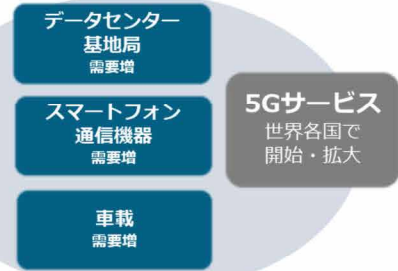 データセンター
基地局
需要増
スマートフォン
通信機器
需要増
車載
需要増
5Gサービス
世界各国で
開始・拡大